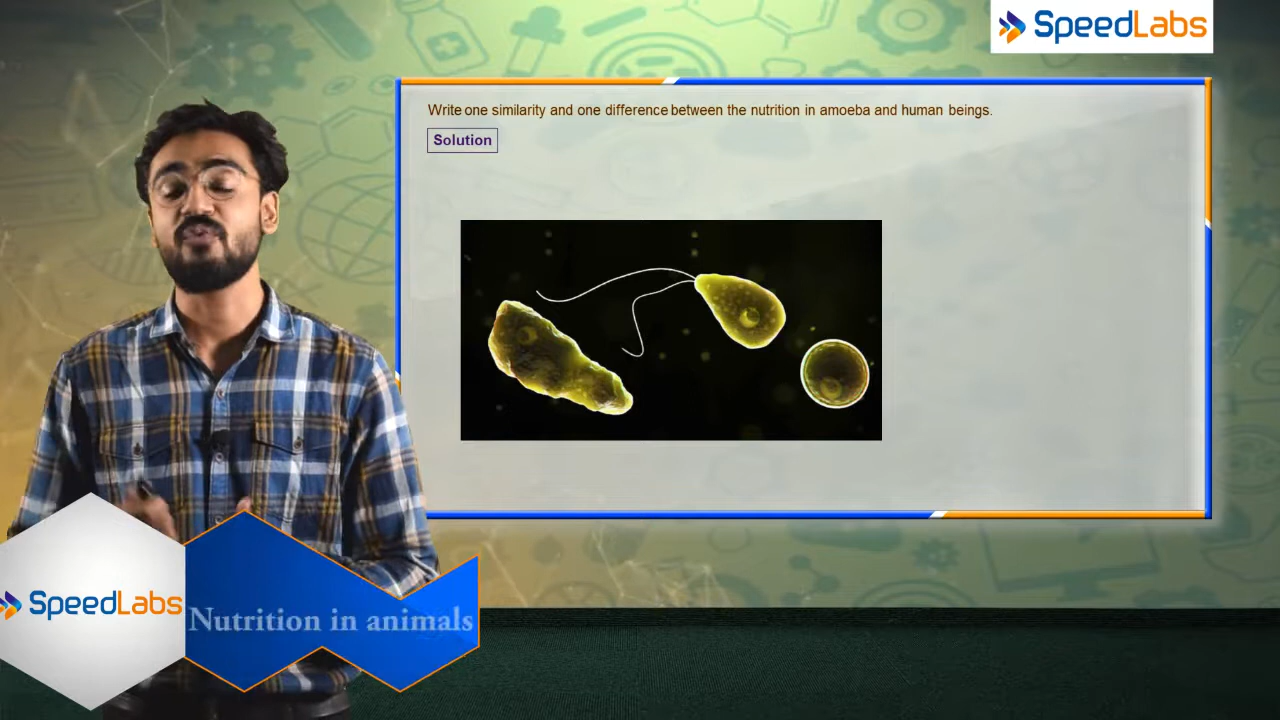 SpeedLabs
Write one similarity and one difference between the nutrition in amoeba and human beings.
Solution
SpeedLabs
Nutrition in animals